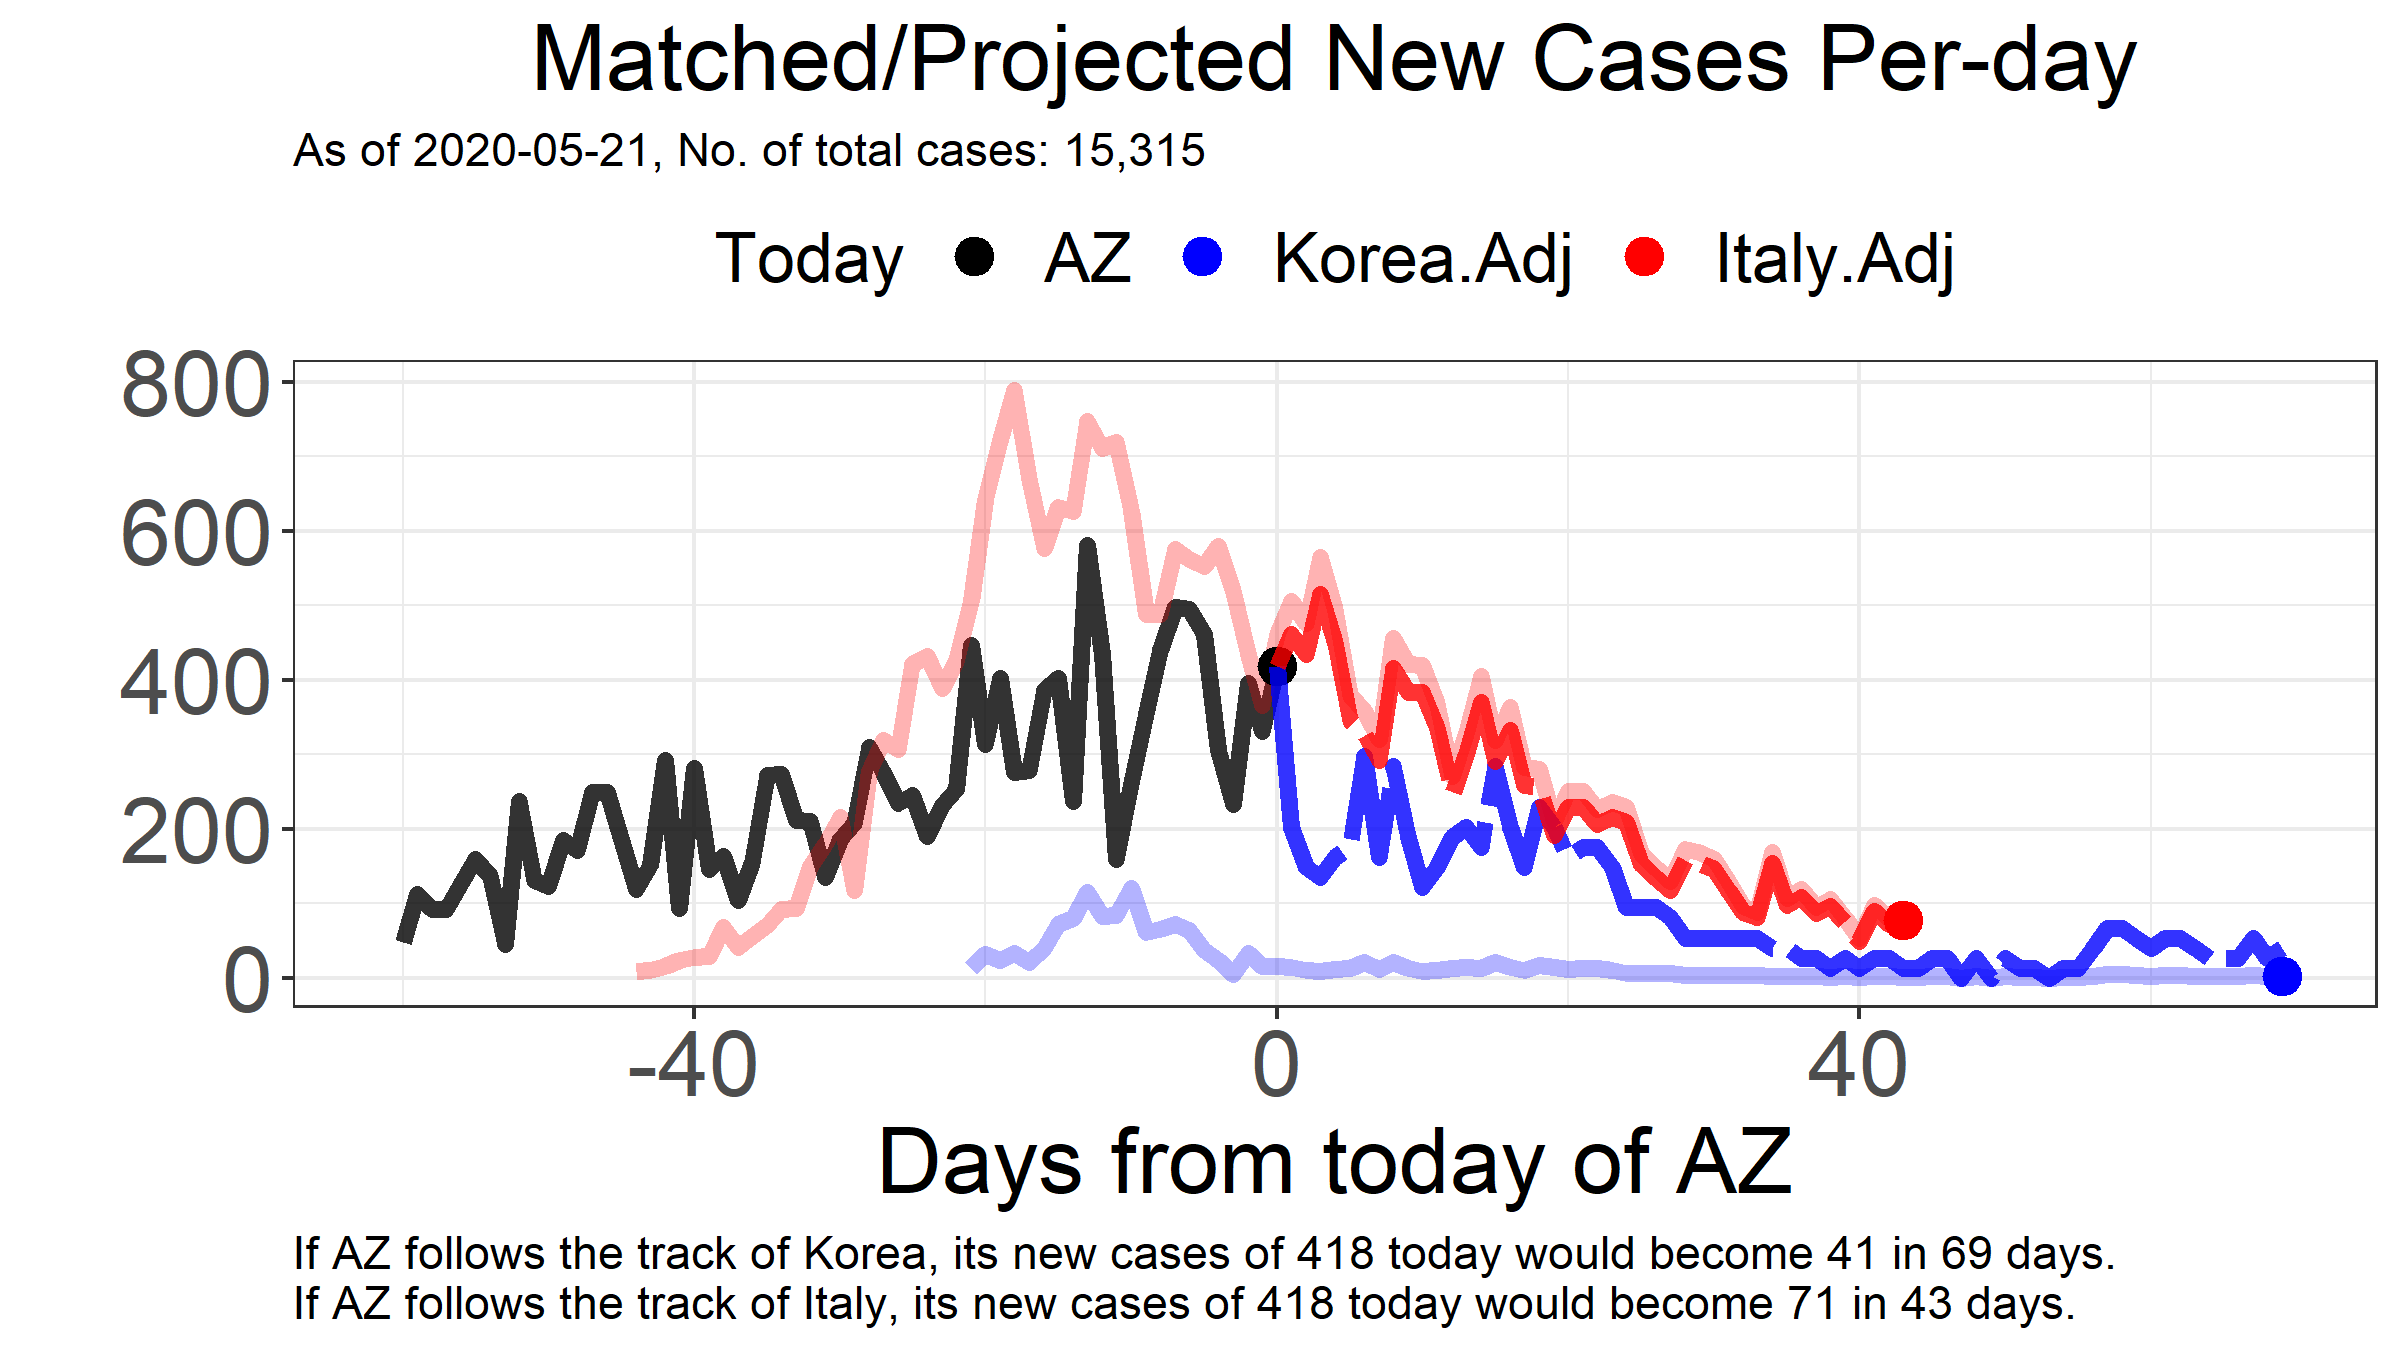 Matched/Projected New Cases Per-day
As of 2020-05-21, No. of total cases: 15,315
Today AZ Korea.Adj Italy.Adj
800
600
400
200
0
-40 0 40
Days from today of AZ
If AZ follows the track of Korea, its new cases of 418 today would become 41 in 69 days.
If AZ follows the track of Italy, its new cases of 418 today would become 71 in 43 days.